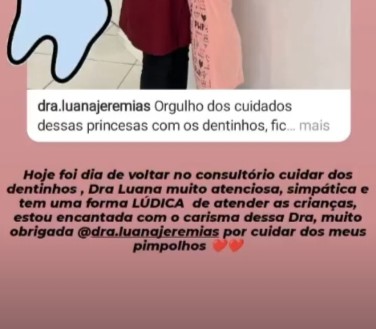 dra.luanajeremias Orgulho dos cuidados
dessas princesas com os dentinhos, fic... mais
Hoje foi dia de voltar no consultório cuidar dos
dentinhos , Dra Luana muito atenciosa, simpática e
tem uma forma LÚDICA de atender as crianças,
estou encantada com o carisma dessa Dra, muito
obrigada @dra.luanajeremias por cuidar dos meus
pimpolhos ❤️❤️